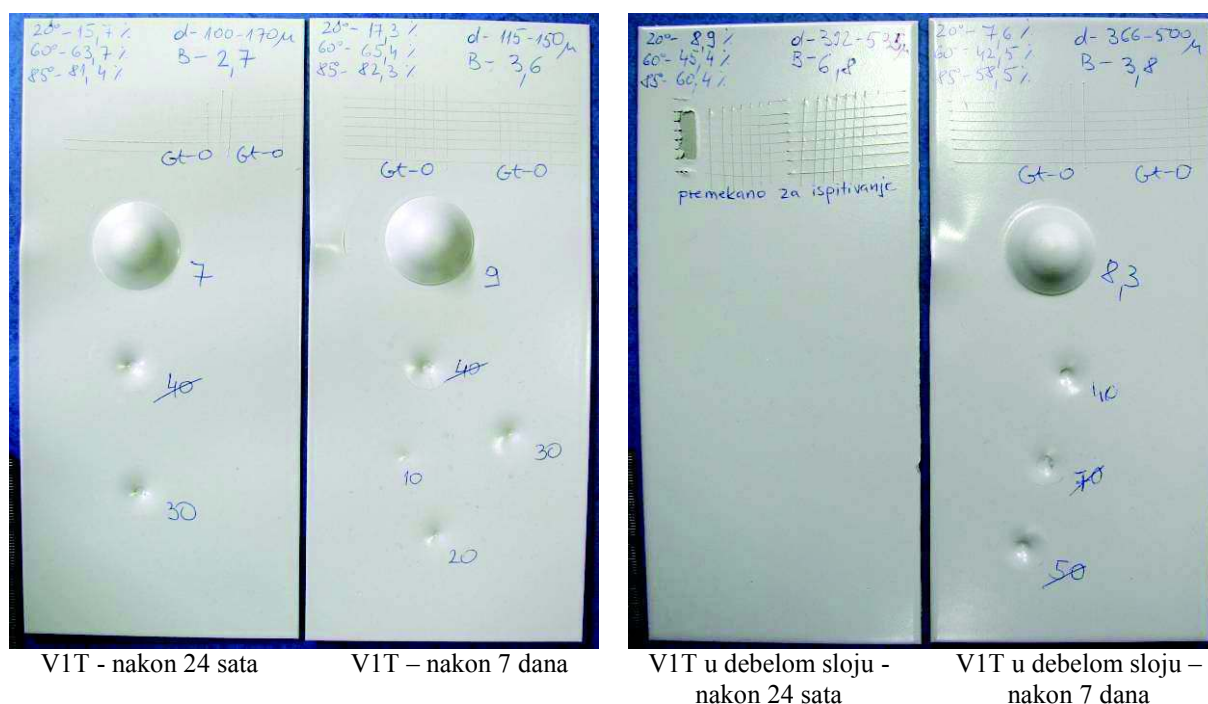 20°-15,7%
60°-63,7%
85°-81,4%
d-100-170µ
B-2,7
Gt-0 Gt-0
7
40
30
20°-17,3%
60°-65,4%
85°-82,3%
d-115-150µ
B-3,6
Gt-0 Gt-0
9
40
30
10
20
20°-8,9%
60°-45,4%
85°-60,4%
B-6,8
premekano za ispitivanje
20°-7,6%
60°-42,5%
85°-58,5%
d-366-500µ
B-3,8
Gt-0 Gt-0
8,3
40
70
50
V1T - nakon 24 sata
V1T – nakon 7 dana
V1T u debelom sloju -
nakon 24 sata
V1T u debelom sloju –
nakon 7 dana